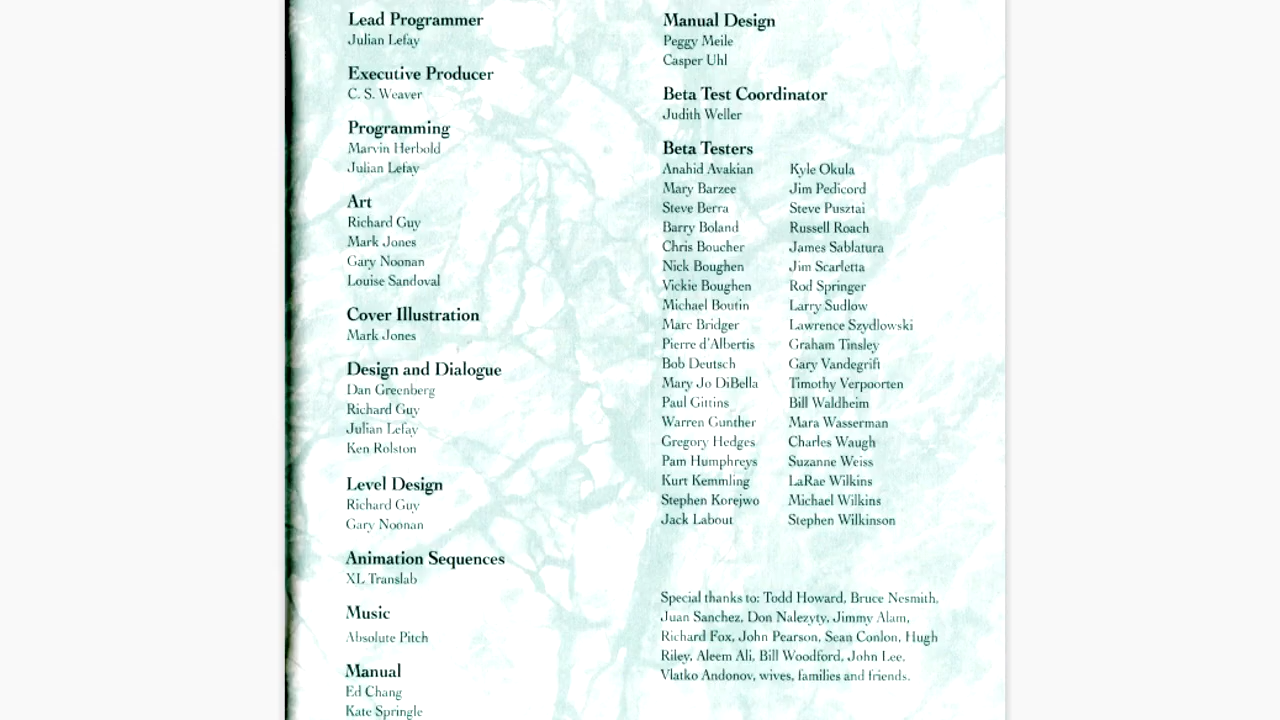 Lead Programmer
Julian Lefay
Executive Producer
C. S. Weaver
Programming
Marvin Herbold
Julian Lefay
Art
Richard Guy
Mark Jones
Gary Noonan
Louise Sandoval
Cover Illustration
Mark Jones
Design and Dialogue
Dan Greenberg
Richard Guy
Julian Lefay
Ken Rolston
Level Design
Richard Guy
Gary Noonan
Animation Sequences
XL Translab
Music
Absolute Pitch
Manual
Ed Chang
Kate Springle
Manual Design
Peggy Meile
Casper Uhl
Beta Test Coordinator
Judith Weller
Beta Testers
Anahid Avakian
Mary Barzee
Steve Berra
Barry Boland
Chris Boucher
Nick Boughen
Vickie Boughen
Michael Boutin
Marc Bridger
Pierre d'Albertis
Bob Deutsch
Mary Jo DiBella
Paul Gittins
Warren Gunther
Gregory Hedges
Pam Humphreys
Kurt Kemmling
Stephen Korejwo
Jack Labout
Kyle Okula
Jim Pedicord
Steve Pusztai
Russell Roach
James Sablatura
Jim Scarletta
Rod Springer
Larry Sudlow
Lawrence Szydlowski
Graham Tinsley
Gary Vandegrift
Timothy Verpoorten
Bill Waldheim
Mara Wasserman
Charles Waugh
Suzanne Weiss
LaRae Wilkins
Michael Wilkins
Stephen Wilkinson
Special thanks to: Todd Howard, Bruce Nesmith,
Juan Sanchez, Don Nalezyty, Jimmy Alam,
Richard Fox, John Pearson, Sean Conlon, Hugh
Riley, Aleem Ali, Bill Woodford, John Lee,
Vlatko Andonov, wives, families and friends.